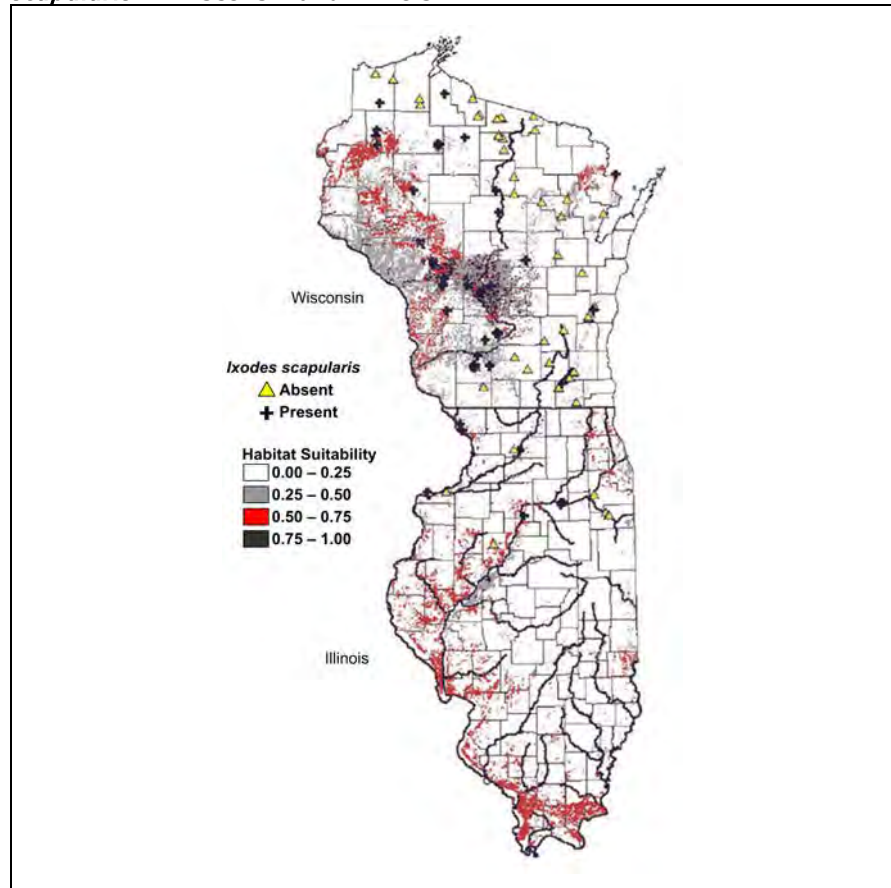 Wisconsin
Ixodes scapularis
Absent
Present
Habitat Suitability
0.00 – 0.25
0.25 – 0.50
0.50 – 0.75
0.75 – 1.00
Illinois